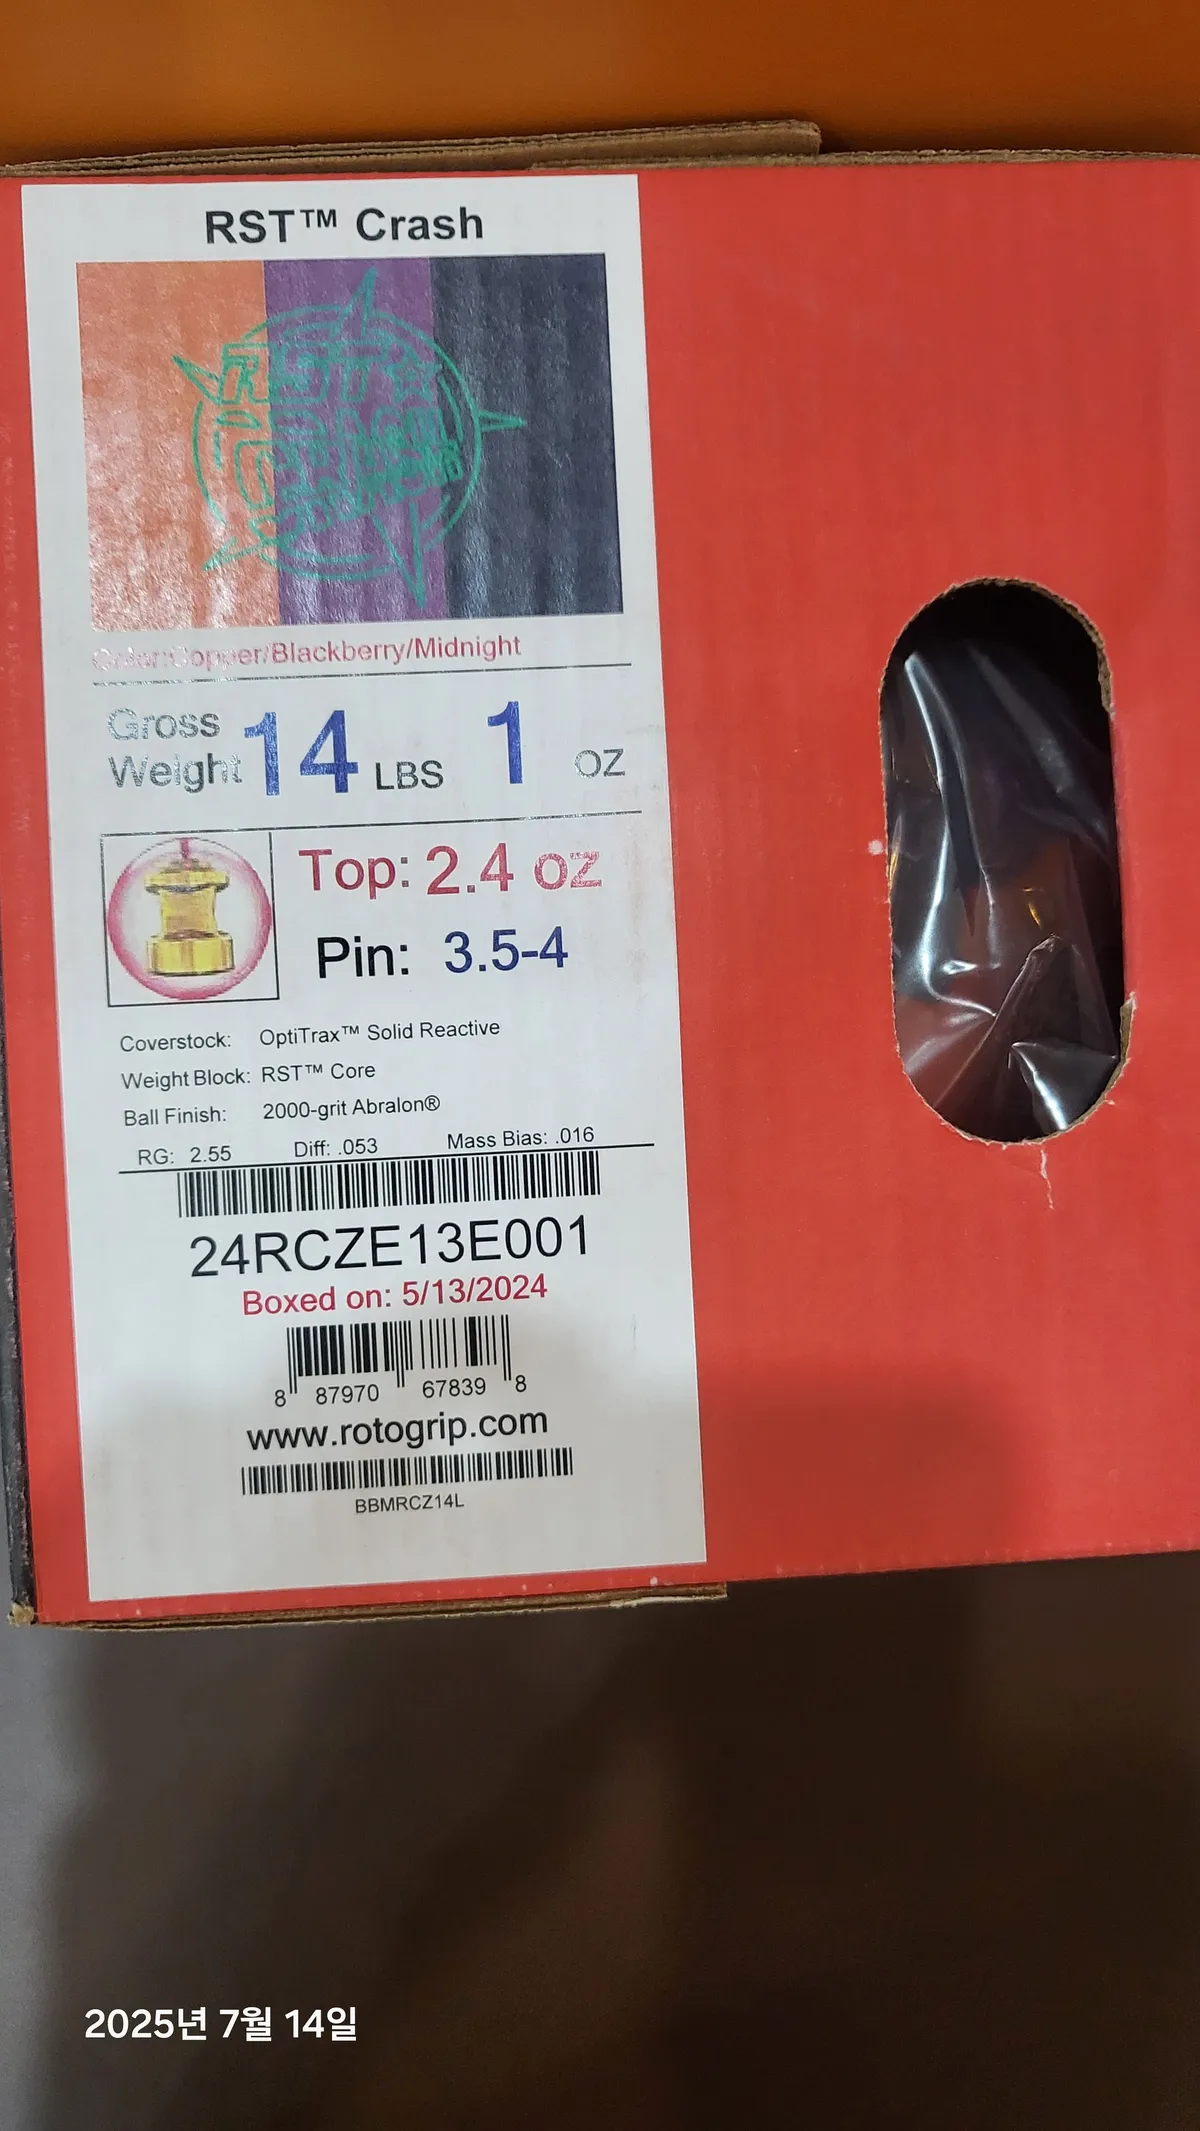 RST™ Crash
RST
Color:Copper/Blackberry/Midnight
Gross
Weight 14 LBS 1 OZ
Top: 2.4 oz
Pin: 3.5-4
Coverstock: OptiTrax™ Solid Reactive
Weight Block: RST™ Core
Ball Finish: 2000-grit Abralon®
RG: 2.55 Diff: .053 Mass Bias: .016
24RCZE13E001
Boxed on: 5/13/2024
8 87970 67839 8
www.rotogrip.com
BBMRCZ14L
2025년 7월 14일